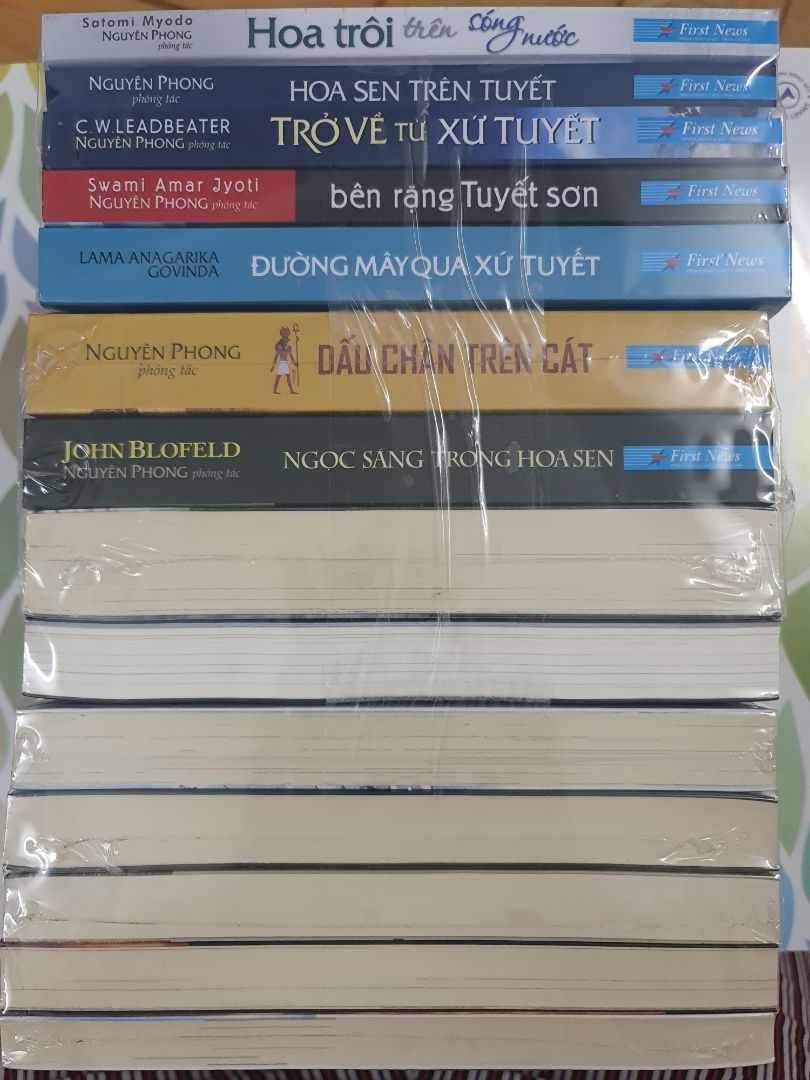 Satomi Myodo
NGUYÊN PHONG
phóng tác
Hoa trôi trên sóng nước
First News
NGUYÊN PHONG
phóng tác
HOA SEN TRÊN TUYẾT
First News
C.W.LEADBEATER
NGUYÊN PHONG phóng tác
TRỞ VỀ TỪ XỨ TUYẾT
First News
Swami Amar Jyoti
NGUYÊN PHONG phóng tác
bên rặng Tuyết sơn
First News
LAMA ANAGARIKA
GOVINDA
ĐƯỜNG MÂY QUA XỨ TUYẾT
First News
NGUYÊN PHONG
phóng tác
DẤU CHÂN TRÊN CÁT
First News
JOHN BLOFELD
NGUYÊN PHONG phóng tác
NGỌC SÁNG TRONG HOA SEN
First News